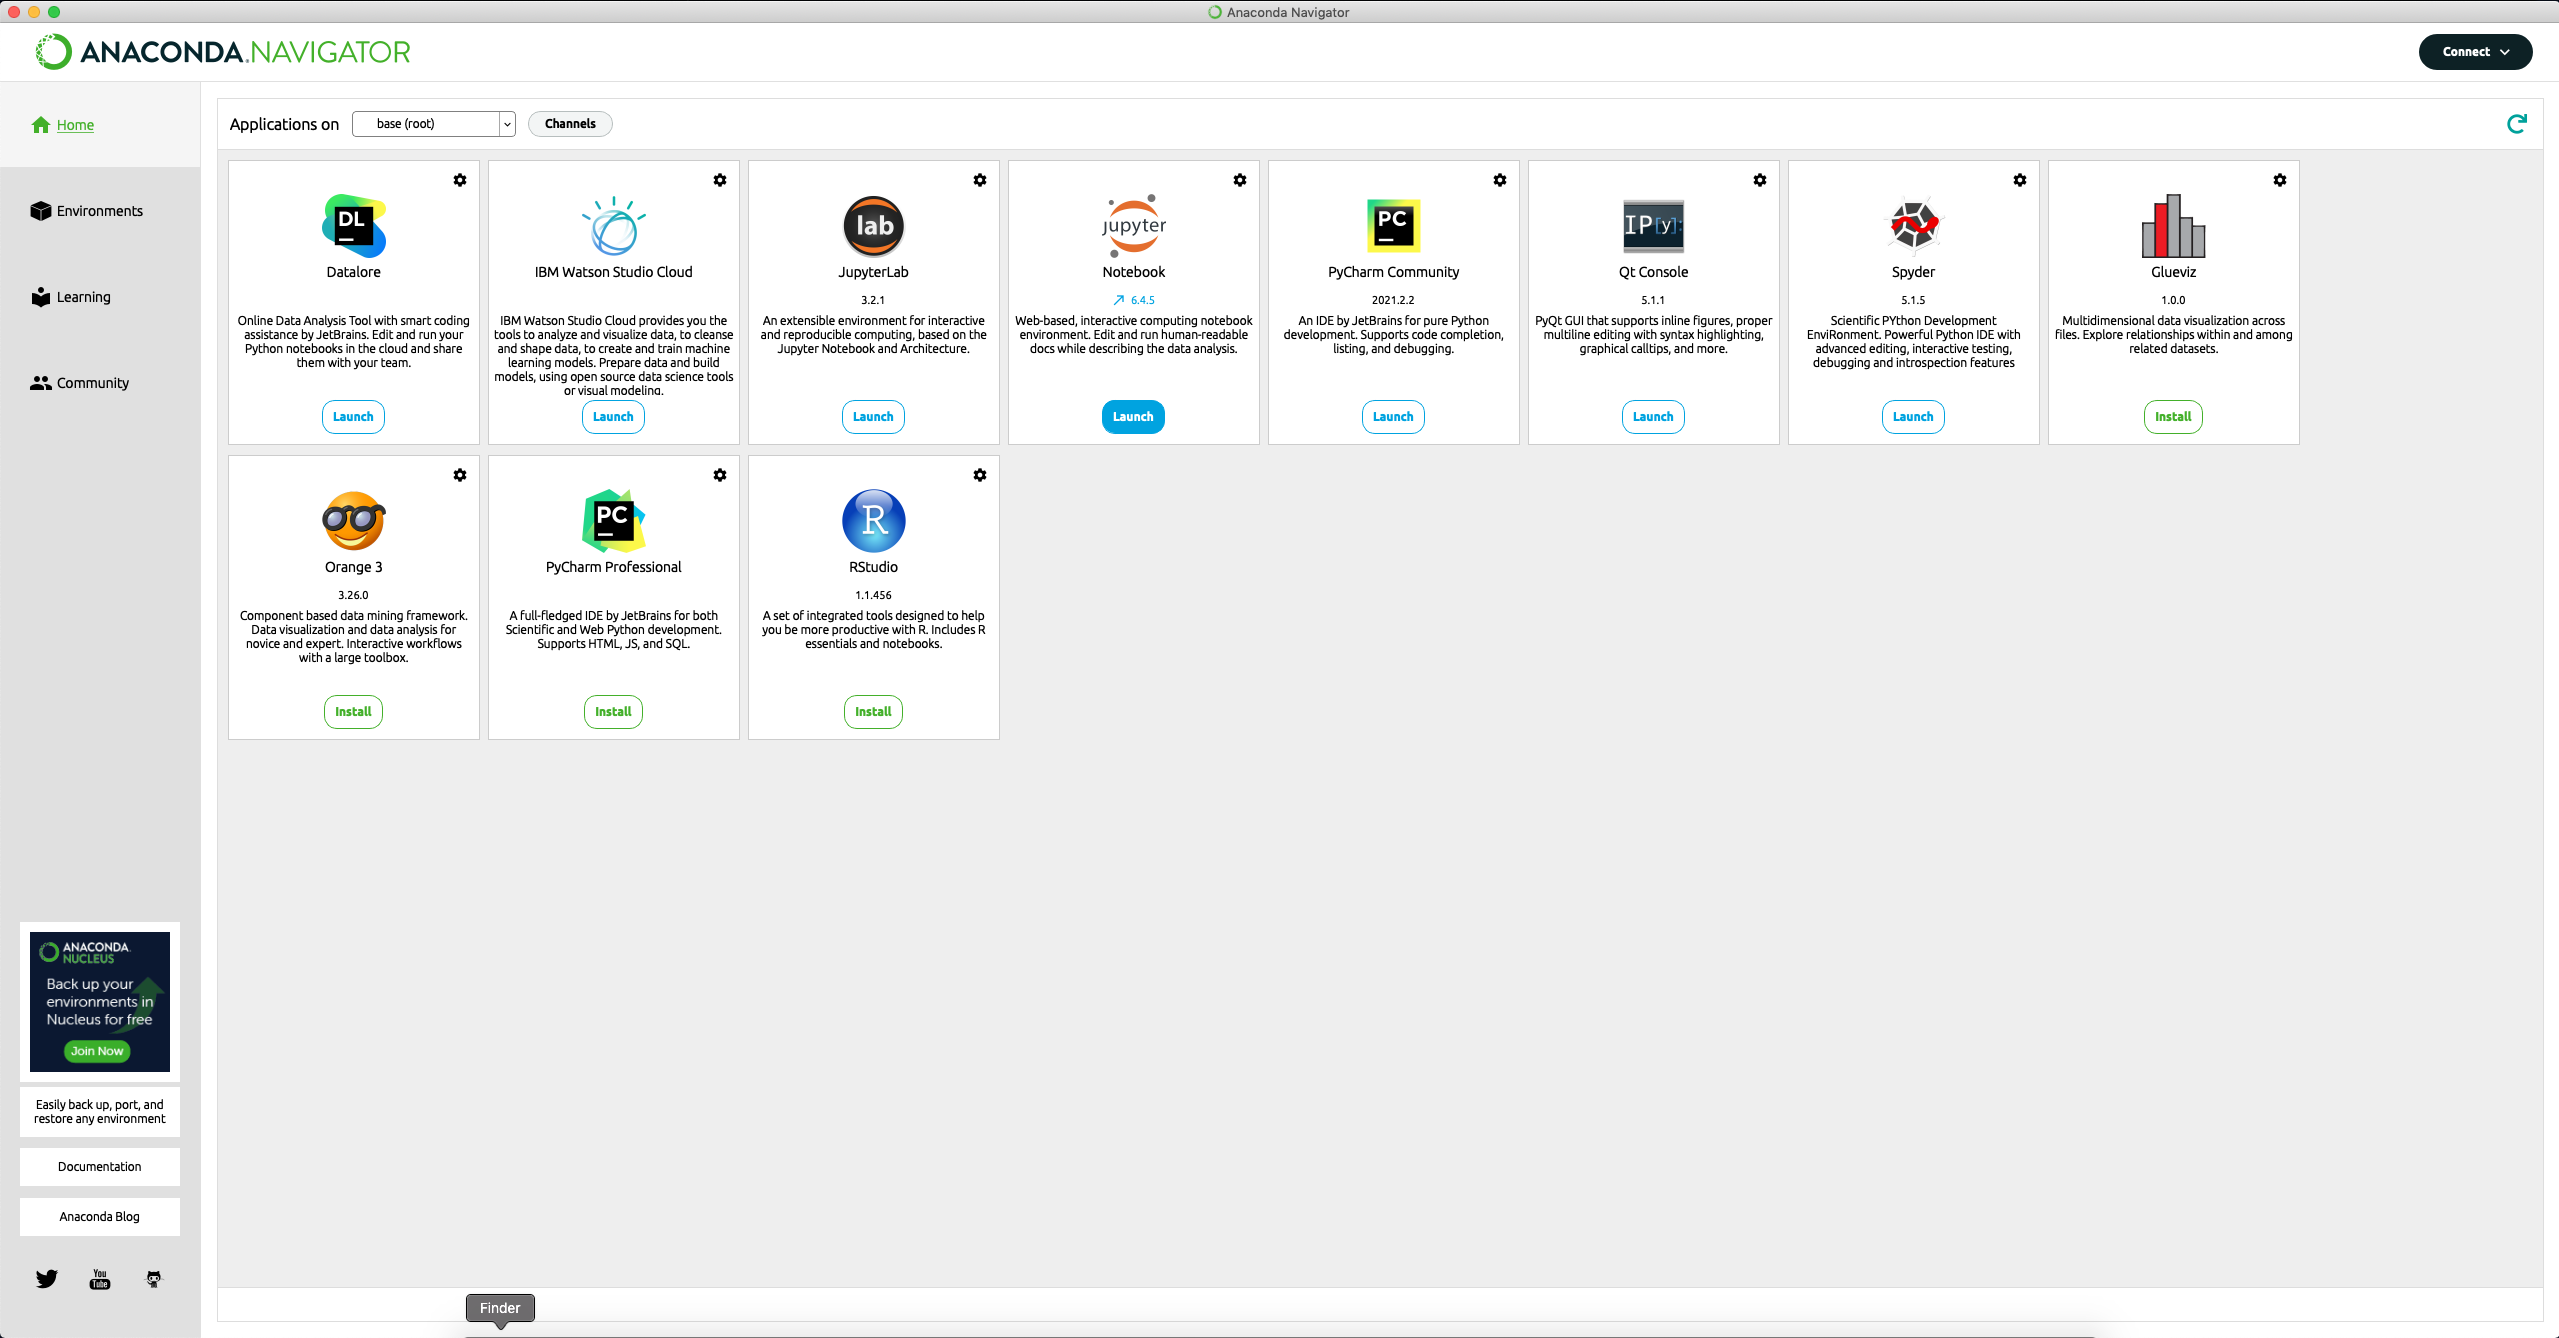 Anaconda Navigator
ANACONDA.NAVIGATOR
Connect
Home
Environments
Learning
Community
Applications on
base (root)
Channels
DL
Datalore
Online Data Analysis Tool with smart coding
assistance by JetBrains. Edit and run your
Python notebooks in the cloud and share
them with your team.
Launch
IBM Watson Studio Cloud
IBM Watson Studio Cloud provides you the
tools to analyze and visualize data, to cleanse
and shape data, to create and train machine
learning models. Prepare data and build
models, using open source data science tools
or visual modeling.
Launch
lab
JupyterLab
3.2.1
An extensible environment for interactive
and reproducible computing, based on the
Jupyter Notebook and Architecture.
Launch
jupyter
Notebook
6.4.5
Web-based, interactive computing notebook
environment. Edit and run human-readable
docs while describing the data analysis.
Launch
PC
PyCharm Community
2021.2.2
An IDE by JetBrains for pure Python
development. Supports code completion,
listing, and debugging.
Launch
IP[y]:
Qt Console
5.1.1
PyQt GUI that supports inline figures, proper
multiline editing with syntax highlighting,
graphical calltips, and more.
Launch
Spyder
5.1.5
Scientific PYthon Development
EnviRonment. Powerful Python IDE with
advanced editing, interactive testing,
debugging and introspection features
Launch
Glueviz
1.0.0
Multidimensional data visualization across
files. Explore relationships within and among
related datasets.
Install
Orange 3
3.26.0
Component based data mining framework.
Data visualization and data analysis for
novice and expert. Interactive workflows
with a large toolbox.
Install
PC
PyCharm Professional
A full-fledged IDE by JetBrains for both
Scientific and Web Python development.
Supports HTML, JS, and SQL.
Install
R
RStudio
1.1.456
A set of integrated tools designed to help
you be more productive with R. Includes R
essentials and notebooks.
Install
ANACONDA.
NUCLEUS
Back up your
environments in
Nucleus for free
Join Now
Easily back up, port, and
restore any environment
Documentation
Anaconda Blog
You
Tube
Finder